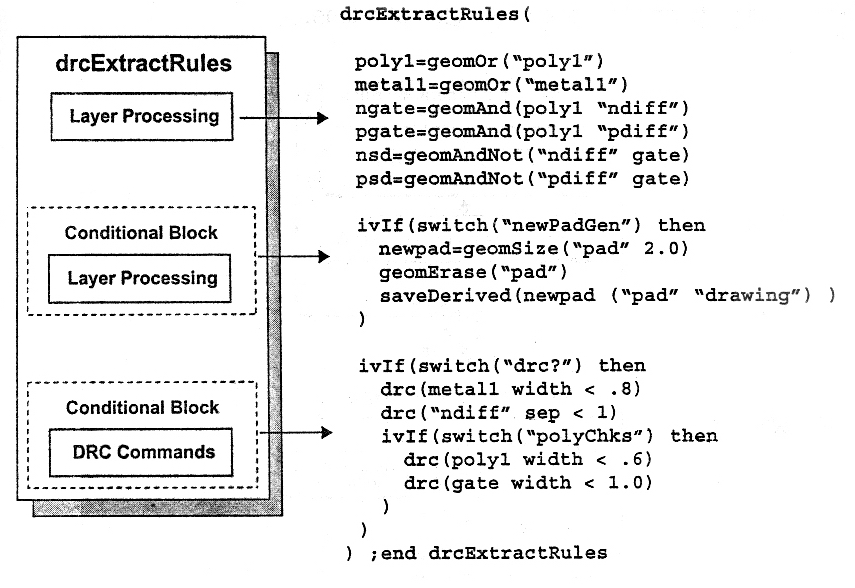 drcExtractRules(
drcExtractRules
Layer Processing
poly1=geomOr("poly1")
metal1=geomOr("metal1")
ngate=geomAnd(poly1 "ndiff")
pgate=geomAnd(poly1 "pdiff")
nsd=geomAndNot("ndiff" gate)
psd=geomAndNot("pdiff" gate)
Conditional Block
Layer Processing
ivIf(switch("newPadGen") then
newpad=geomSize("pad" 2.0)
geomErase("pad")
saveDerived(newpad ("pad" "drawing") )
)
Conditional Block
DRC Commands
ivIf(switch("drc?") then
drc(metal1 width < .8)
drc("ndiff" sep < 1)
ivIf(switch("polyChks") then
drc(poly1 width < .6)
drc(gate width < 1.0)
)
)
) ;end drcExtractRules